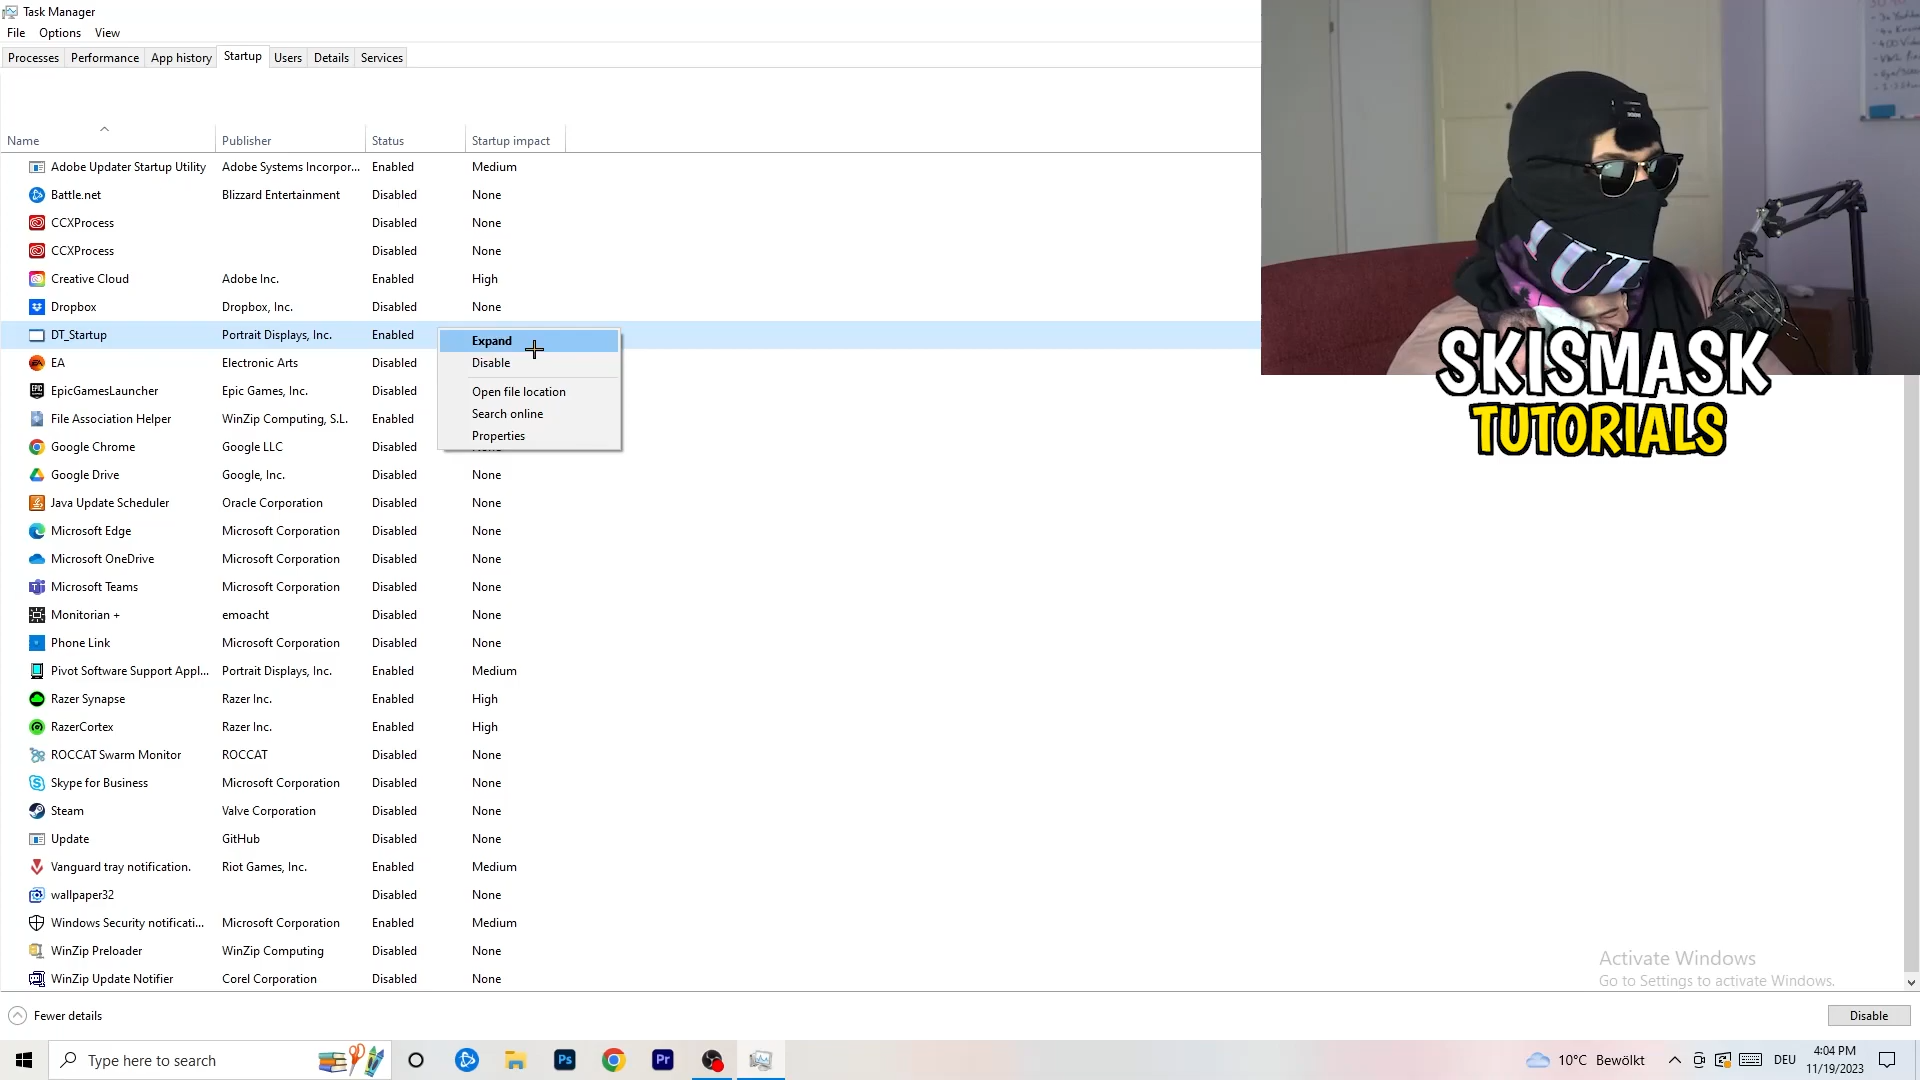 Task Manager
File Options View
Processes Performance App history Startup Users Details Services
Name Publisher Status Startup impact
Adobe Updater Startup Utility Adobe Systems Incorpor... Enabled Medium
Battle.net Blizzard Entertainment Disabled None
CCXProcess Disabled None
CCXProcess Disabled None
Creative Cloud Adobe Inc. Enabled High
Dropbox Dropbox, Inc. Disabled None
DT_Startup Portrait Displays, Inc. Enabled
EA Electronic Arts Disabled
EpicGamesLauncher Epic Games, Inc. Disabled
File Association Helper WinZip Computing, S.L. Enabled
Google Chrome Google LLC Disabled
Google Drive Google, Inc. Disabled None
Java Update Scheduler Oracle Corporation Disabled None
Microsoft Edge Microsoft Corporation Disabled None
Microsoft OneDrive Microsoft Corporation Disabled None
Microsoft Teams Microsoft Corporation Disabled None
Monitorian + emoacht Disabled None
Phone Link Microsoft Corporation Disabled None
Pivot Software Support Appl... Portrait Displays, Inc. Enabled Medium
Razer Synapse Razer Inc. Enabled High
RazerCortex Razer Inc. Enabled High
ROCCAT Swarm Monitor ROCCAT Disabled None
Skype for Business Microsoft Corporation Disabled None
Steam Valve Corporation Disabled None
Update GitHub Disabled None
Vanguard tray notification. Riot Games, Inc. Enabled Medium
wallpaper32 Disabled None
Windows Security notificati... Microsoft Corporation Enabled Medium
WinZip Preloader WinZip Computing Disabled None
WinZip Update Notifier Corel Corporation Disabled None
Expand
Disable
Open file location
Search online
Properties
SKISMASK
TUTORIALS
Activate Windows
Go to Settings to activate Windows.
Fewer details
Disable
Type here to search
Ps
Pr
10°C Bewölkt
DEU
4:04 PM
11/19/2023